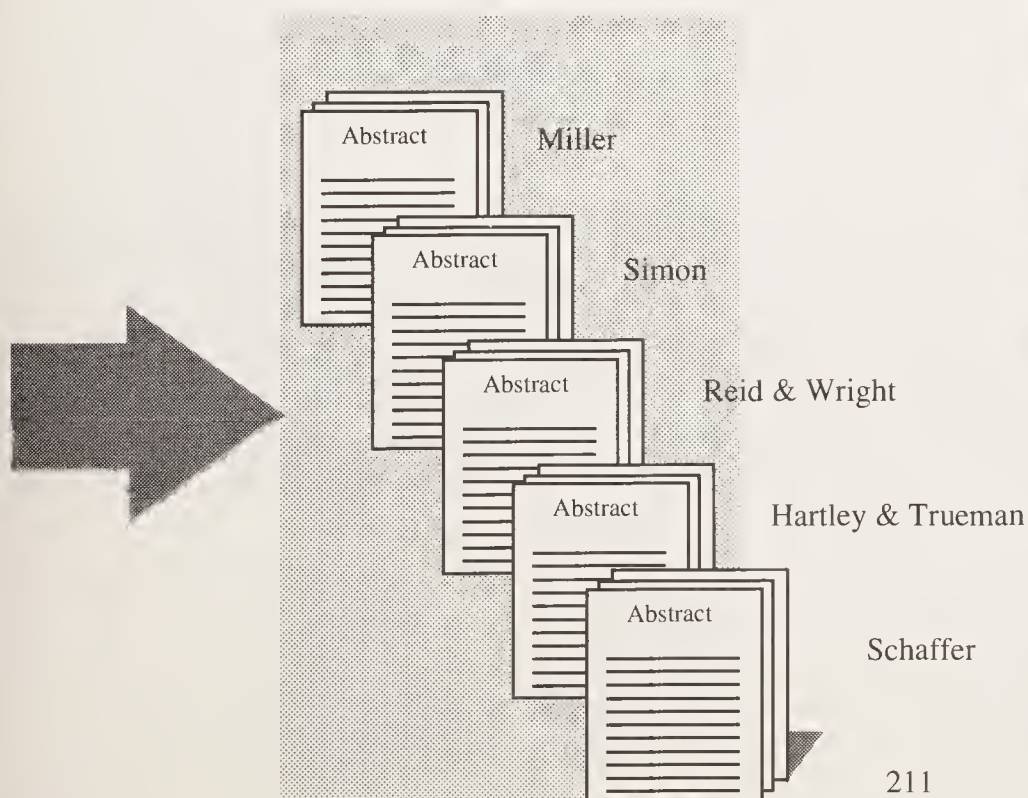 Abstract
Miller
Abstract
Simon
Abstract
Reid & Wright
Abstract
Hartley & Trueman
Abstract
Schaffer
211